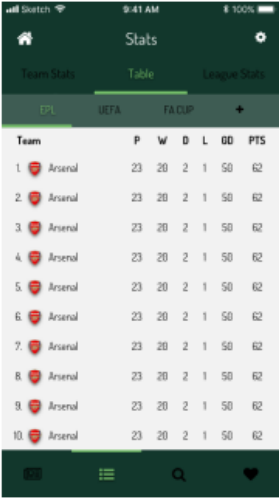 Sketch 9:41 AM 100%
Stats
Team Stats Table League Stats
EPL UEFA FA CUP +
Team P W D L GD PTS
1. Arsenal 23 20 2 1 50 62
2. Arsenal 23 20 2 1 50 62
3. Arsenal 23 20 2 1 50 62
4. Arsenal 23 20 2 1 50 62
5. Arsenal 23 20 2 1 50 62
6. Arsenal 23 20 2 1 50 62
7. Arsenal 23 20 2 1 50 62
8. Arsenal 23 20 2 1 50 62
9. Arsenal 23 20 2 1 50 62
10. Arsenal 23 20 2 1 50 62